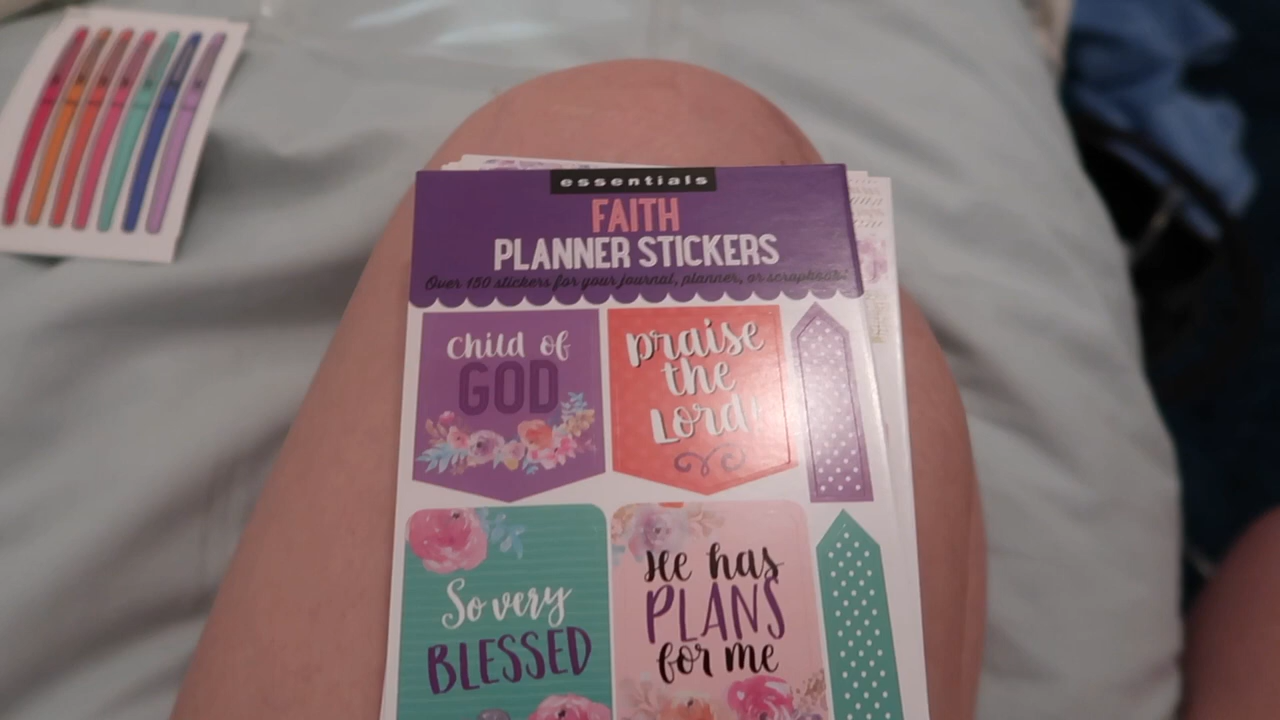 essentials
FAITH
PLANNER STICKERS
Over 150 stickers for your journal, planner, or scrapbook!
child of
GOD
praise
the
Lord!
So very
BLESSED
He has
PLANS
for me